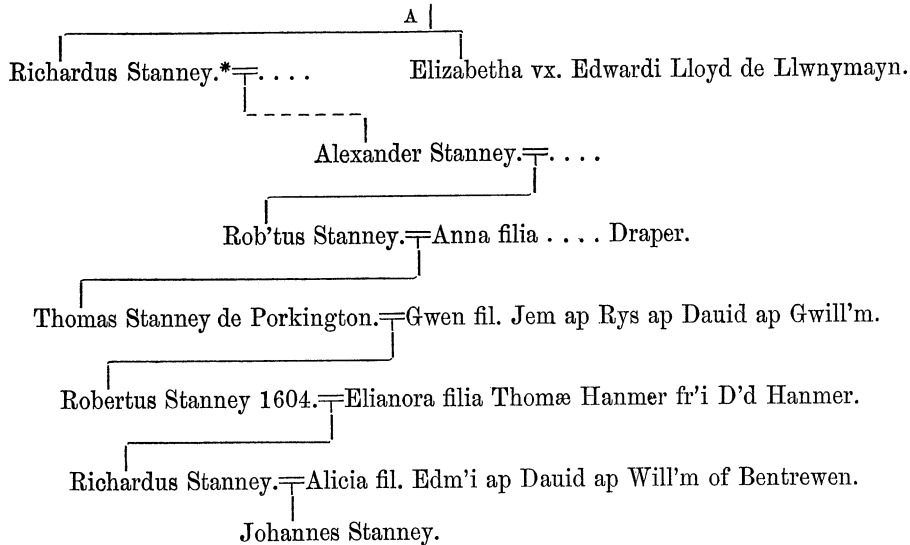 A
Richardus Stanney.* . . . . Elizabetha vx. Edwardi Lloyd de Llwnymayn.
Alexander Stanney. . . . .
Rob'tus Stanney. Anna filia . . . . Draper.
Thomas Stanney de Porkington. Gwen fil. Jem ap Rys ap Dauid ap Gwill'm.
Robertus Stanney 1604. Elianora filia Thomæ Hanmer fr'i D'd Hanmer.
Richardus Stanney. Alicia fil. Edm'i ap Dauid ap Will'm of Bentrewen.
Johannes Stanney.